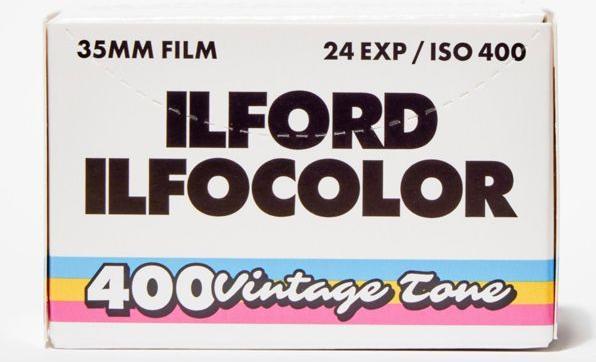 35MM FILM 24 EXP / ISO 400
ILFORD
ILFOCOLOR
400 Vintage Tone